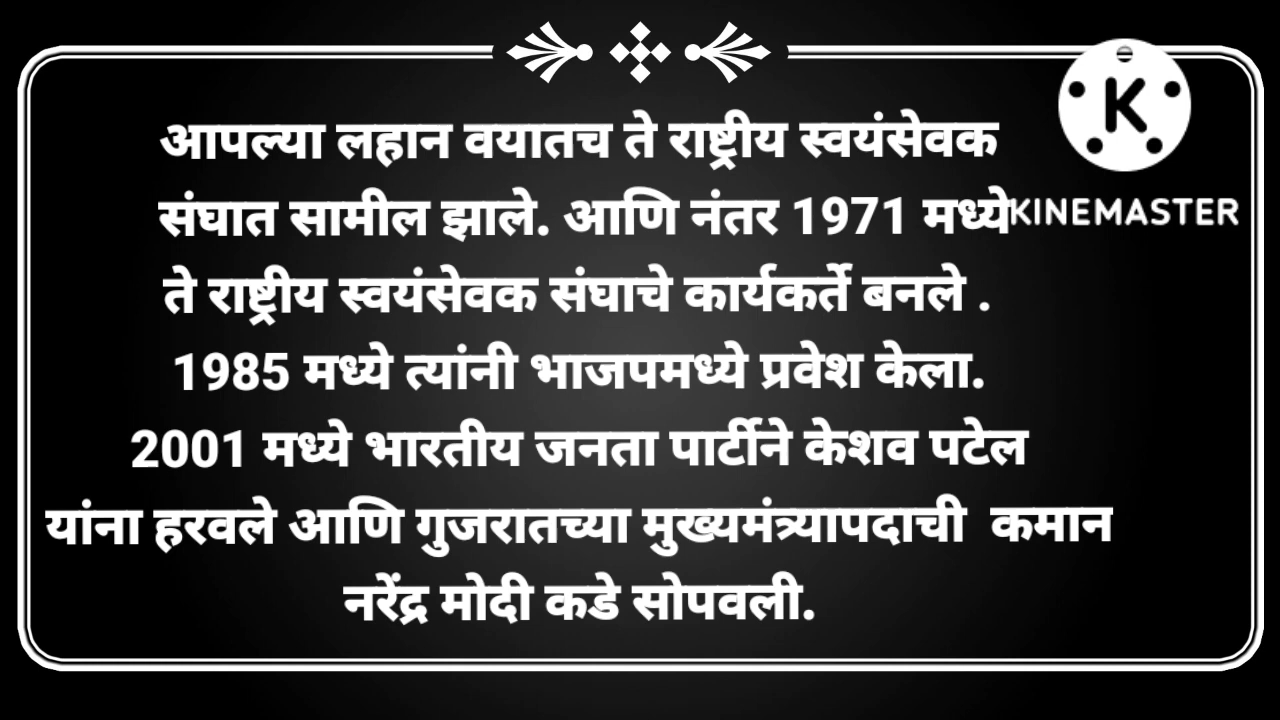 आपल्या लहान वयातच ते राष्ट्रीय स्वयंसेवक
संघात सामील झाले. आणि नंतर 1971 मध्ये
ते राष्ट्रीय स्वयंसेवक संघाचे कार्यकर्ते बनले .
1985 मध्ये त्यांनी भाजपमध्ये प्रवेश केला.
2001 मध्ये भारतीय जनता पार्टीने केशव पटेल
यांना हरवले आणि गुजरातच्या मुख्यमंत्र्यापदाची कमान
नरेंद्र मोदी कडे सोपवली.
K
KINEMASTER